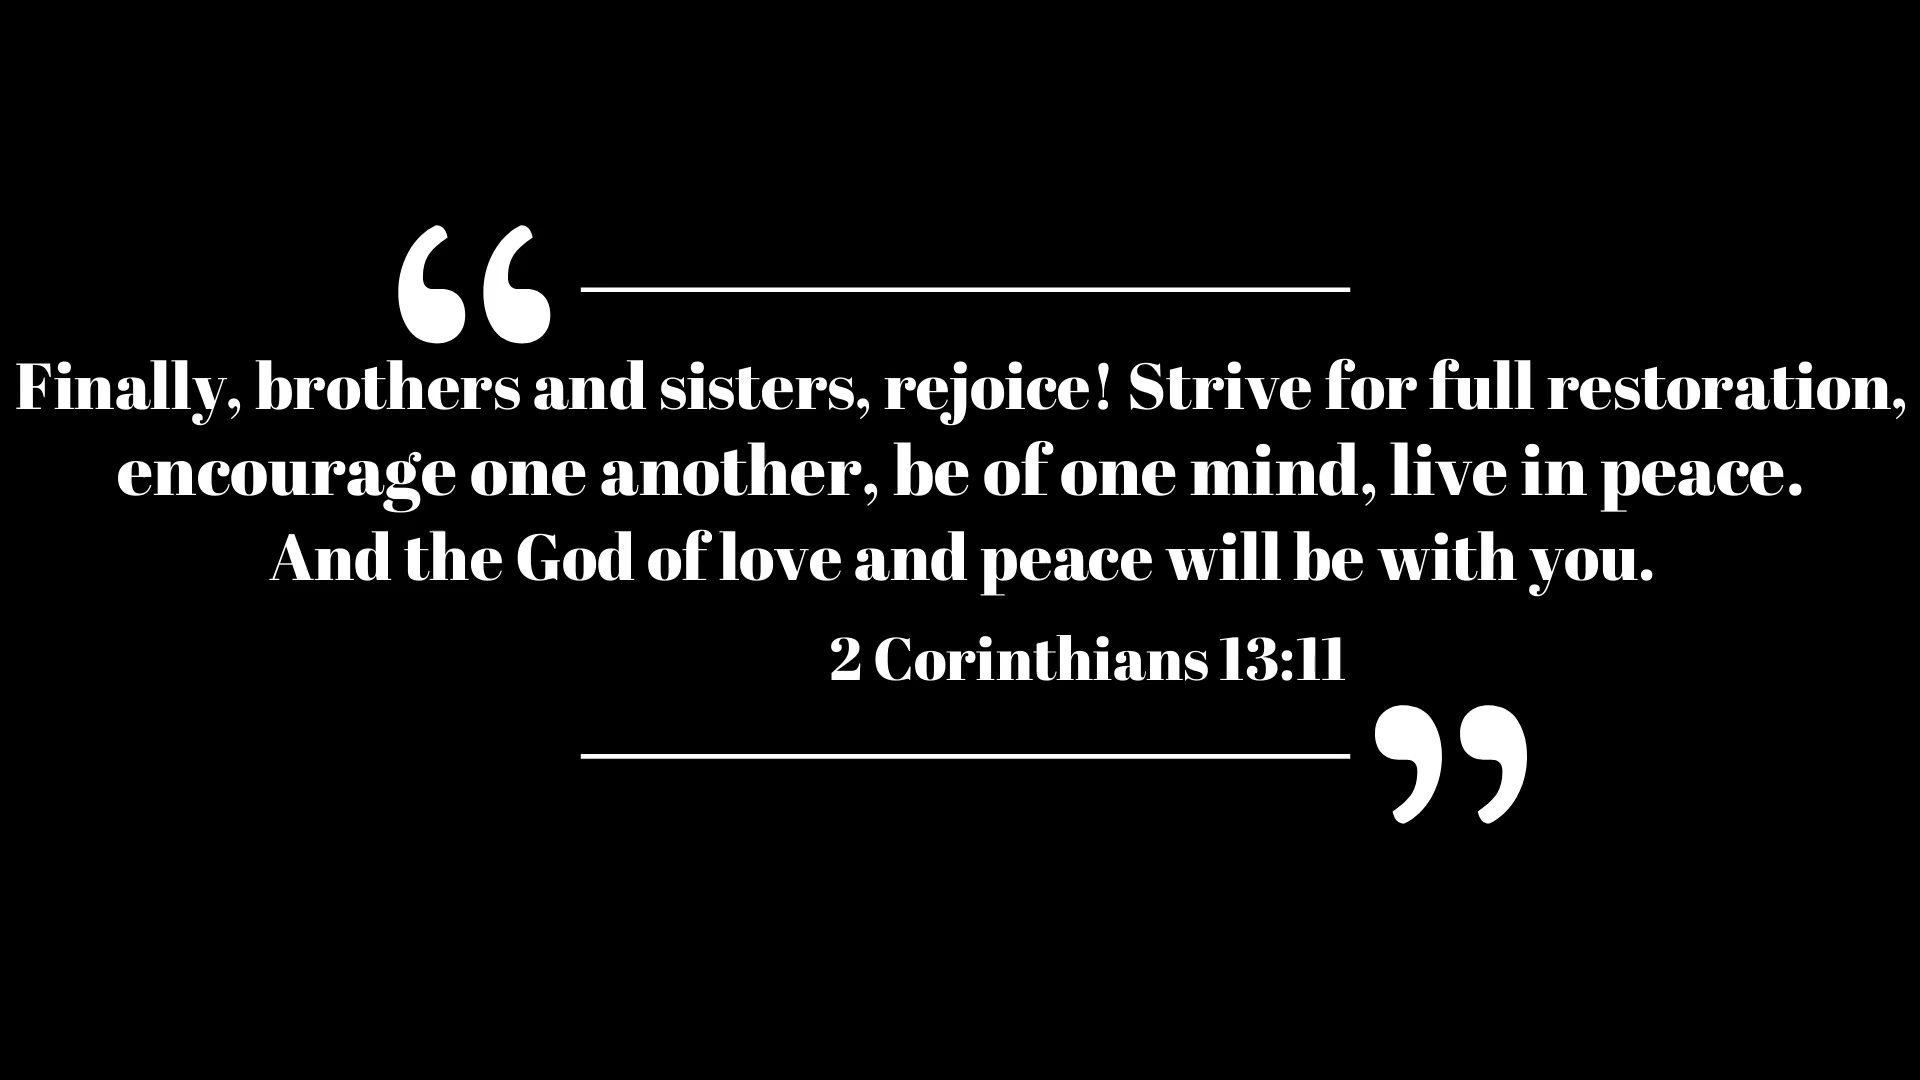 “
Finally, brothers and sisters, rejoice! Strive for full restoration,
encourage one another, be of one mind, live in peace.
And the God of love and peace will be with you.
2 Corinthians 13:11
”